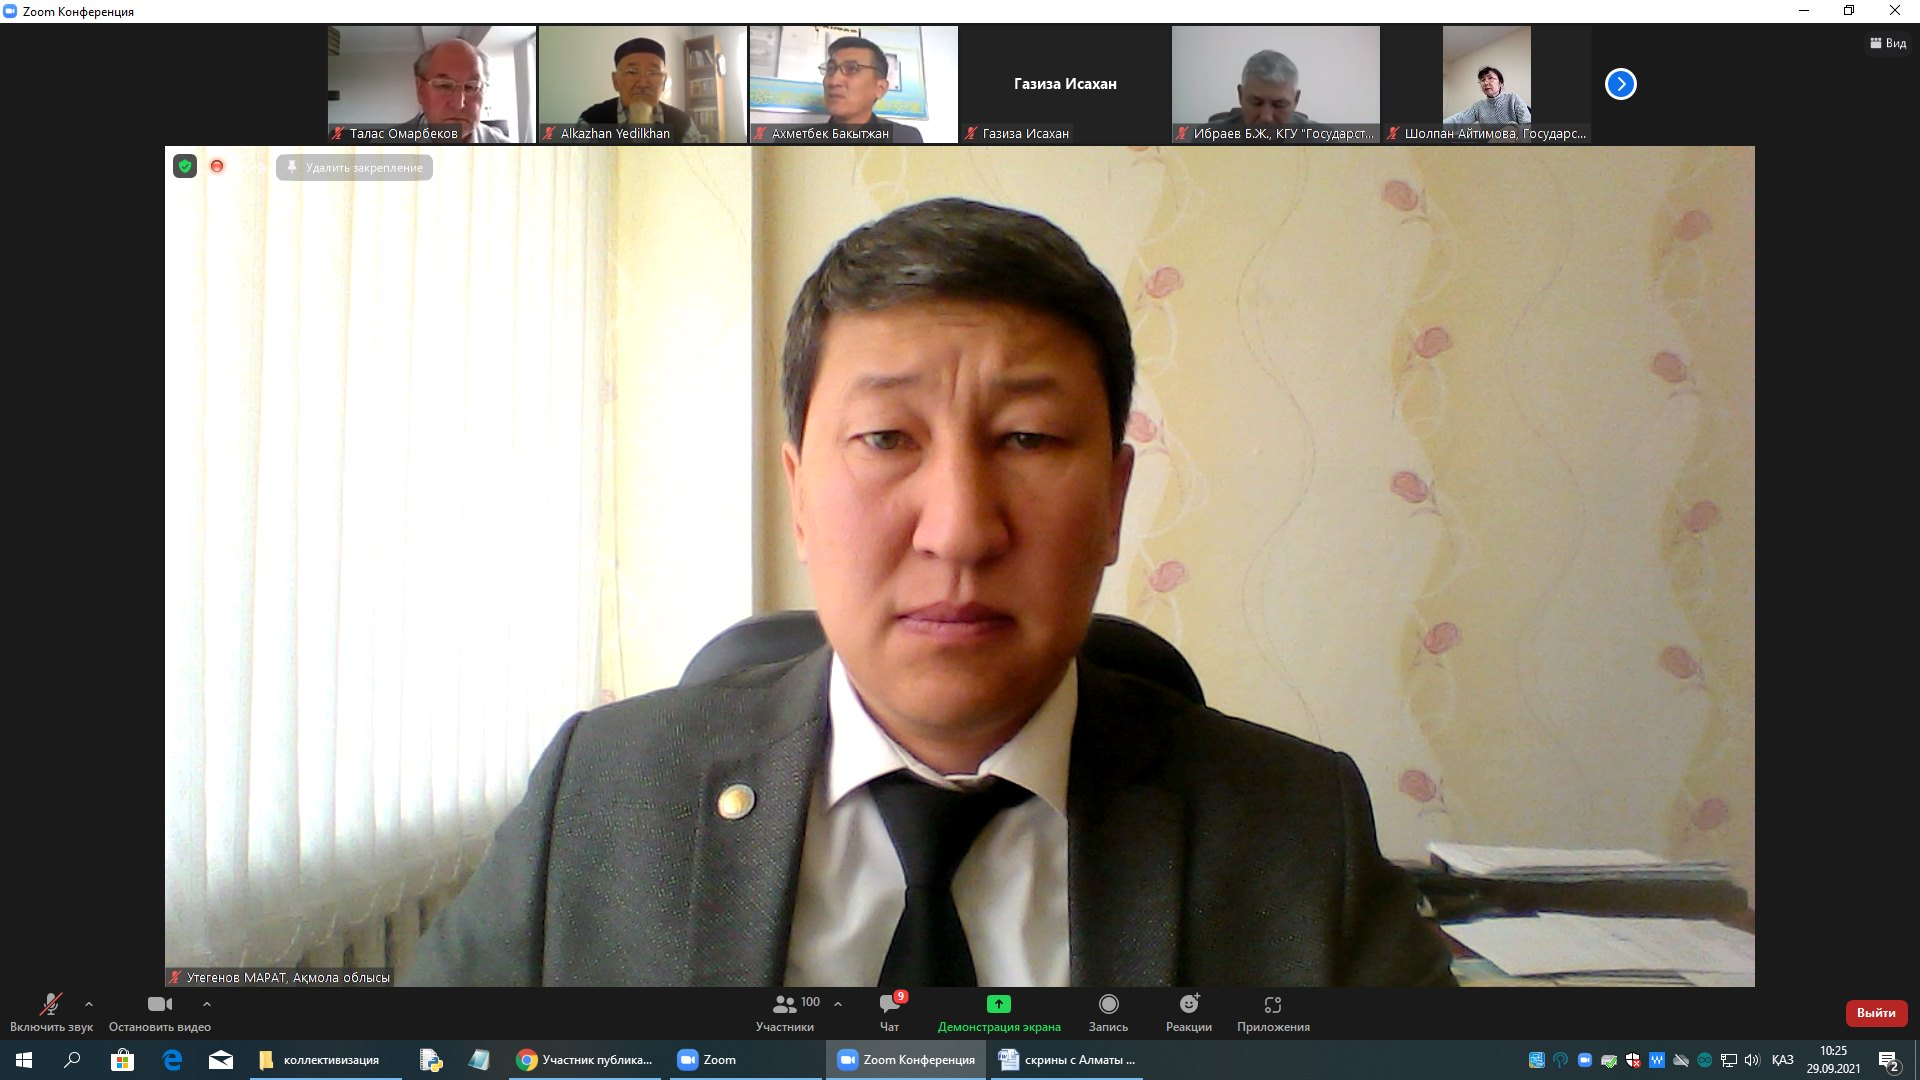 Zoom Конференция
Вид
Талас Омарбеков
Alkazhan Yedilkhan
Ахметбек Бакытжан
Газиза Исахан
Газиза Исахан
Ибраев Б.Ж., КГУ "Государст...
Шолпан Айтимова, Государс...
Удалить закрепление
Утегенов МАРАТ, Ақмола облысы
Включить звук
Остановить видео
Участники
100
Чат
9
Демонстрация экрана
Запись
Реакции
Приложения
Выйти
коллективизация
Участник публика...
Zoom
Zoom Конференция
скрины с Алматы ...
ҚАЗ
10:25
29.09.2021
2